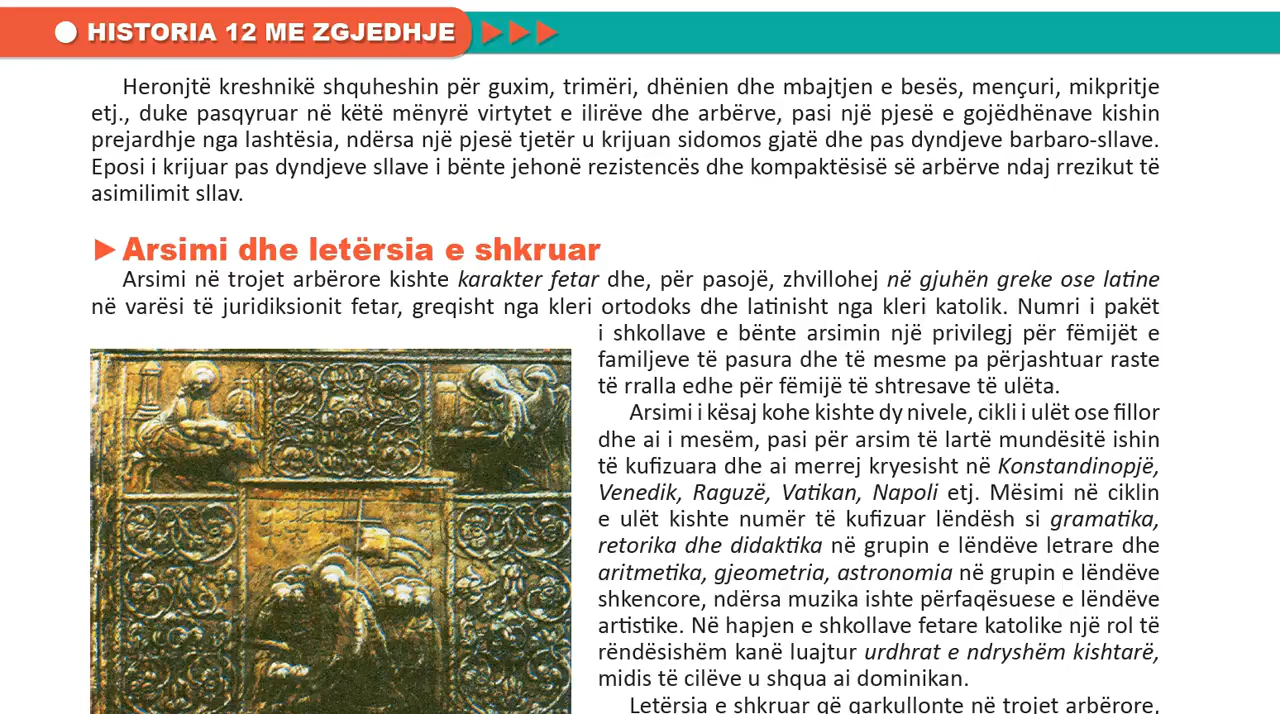 HISTORIA 12 ME ZGJEDHJE
Heronjtë kreshnikë shquheshin për guxim, trimëri, dhënien dhe mbajtjen e besës, mençuri, mikpritje
etj., duke pasqyruar në këtë mënyrë virtytet e ilirëve dhe arbërve, pasi një pjesë e gojëdhënave kishin
prejardhje nga lashtësia, ndërsa një pjesë tjetër u krijuan sidomos gjatë dhe pas dyndjeve barbaro-sllave.
Eposi i krijuar pas dyndjeve sllave i bënte jehonë rezistencës dhe kompaktësisë së arbërve ndaj rrezikut të
asimilimit sllav.
Arsimi dhe letërsia e shkruar
Arsimi në trojet arbërore kishte karakter fetar dhe, për pasojë, zhvillohej në gjuhën greke ose latine
në varësi të juridiksionit fetar, greqisht nga kleri ortodoks dhe latinisht nga kleri katolik. Numri i pakët
i shkollave e bënte arsimin një privilegj për fëmijët e
familjeve të pasura dhe të mesme pa përjashtuar raste
të rralla edhe për fëmijë të shtresave të ulëta.
Arsimi i kësaj kohe kishte dy nivele, cikli i ulët ose fillor
dhe ai i mesëm, pasi për arsim të lartë mundësitë ishin
të kufizuara dhe ai merrej kryesisht në Konstandinopjë,
Venedik, Raguzë, Vatikan, Napoli etj. Mësimi në ciklin
e ulët kishte numër të kufizuar lëndësh si gramatika,
retorika dhe didaktika në grupin e lëndëve letrare dhe
aritmetika, gjeometria, astronomia në grupin e lëndëve
shkencore, ndërsa muzika ishte përfaqësuese e lëndëve
artistike. Në hapjen e shkollave fetare katolike një rol të
rëndësishëm kanë luajtur urdhrat e ndryshëm kishtarë,
midis të cilëve u shqua ai dominikan.
Letërsia e shkruar që qarkullonte në trojet arbërore,